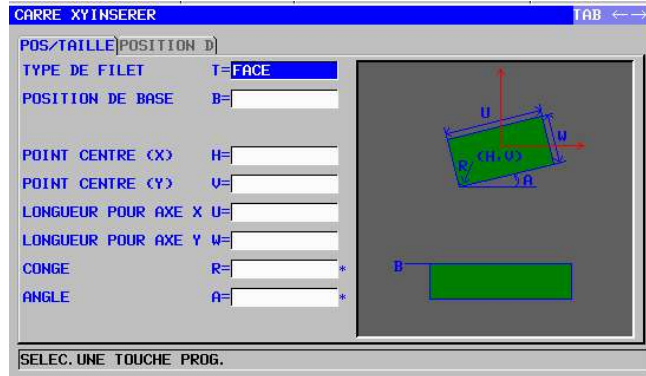 CARRE XYINSERER TAB ←→
POS/TAILLE POSITION D
TYPE DE FILET T=FACE
POSITION DE BASE B=
POINT CENTRE (X) H=
POINT CENTRE (Y) V=
LONGUEUR POUR AXE X U=
LONGUEUR POUR AXE Y W=
CONGE R= *
ANGLE A= *
U
W
(H,V)
R
A
B
SELEC.UNE TOUCHE PROG.